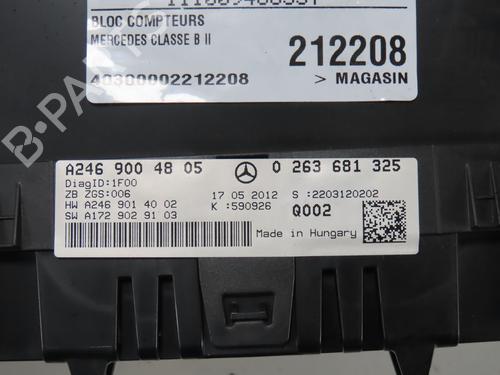 BLOC COMPTEURS
MERCEDES CLASSE B II
212208
40300002212208
> MAGASIN
A246 900 48 05
0 263 681 325
DiagID:1F00
ZB ZGS:006
17 05 2012
S :2203120202
HW A246 901 40 02
K :590926
Q002
SW A172 902 91 03
Made in Hungary
B-PARTS